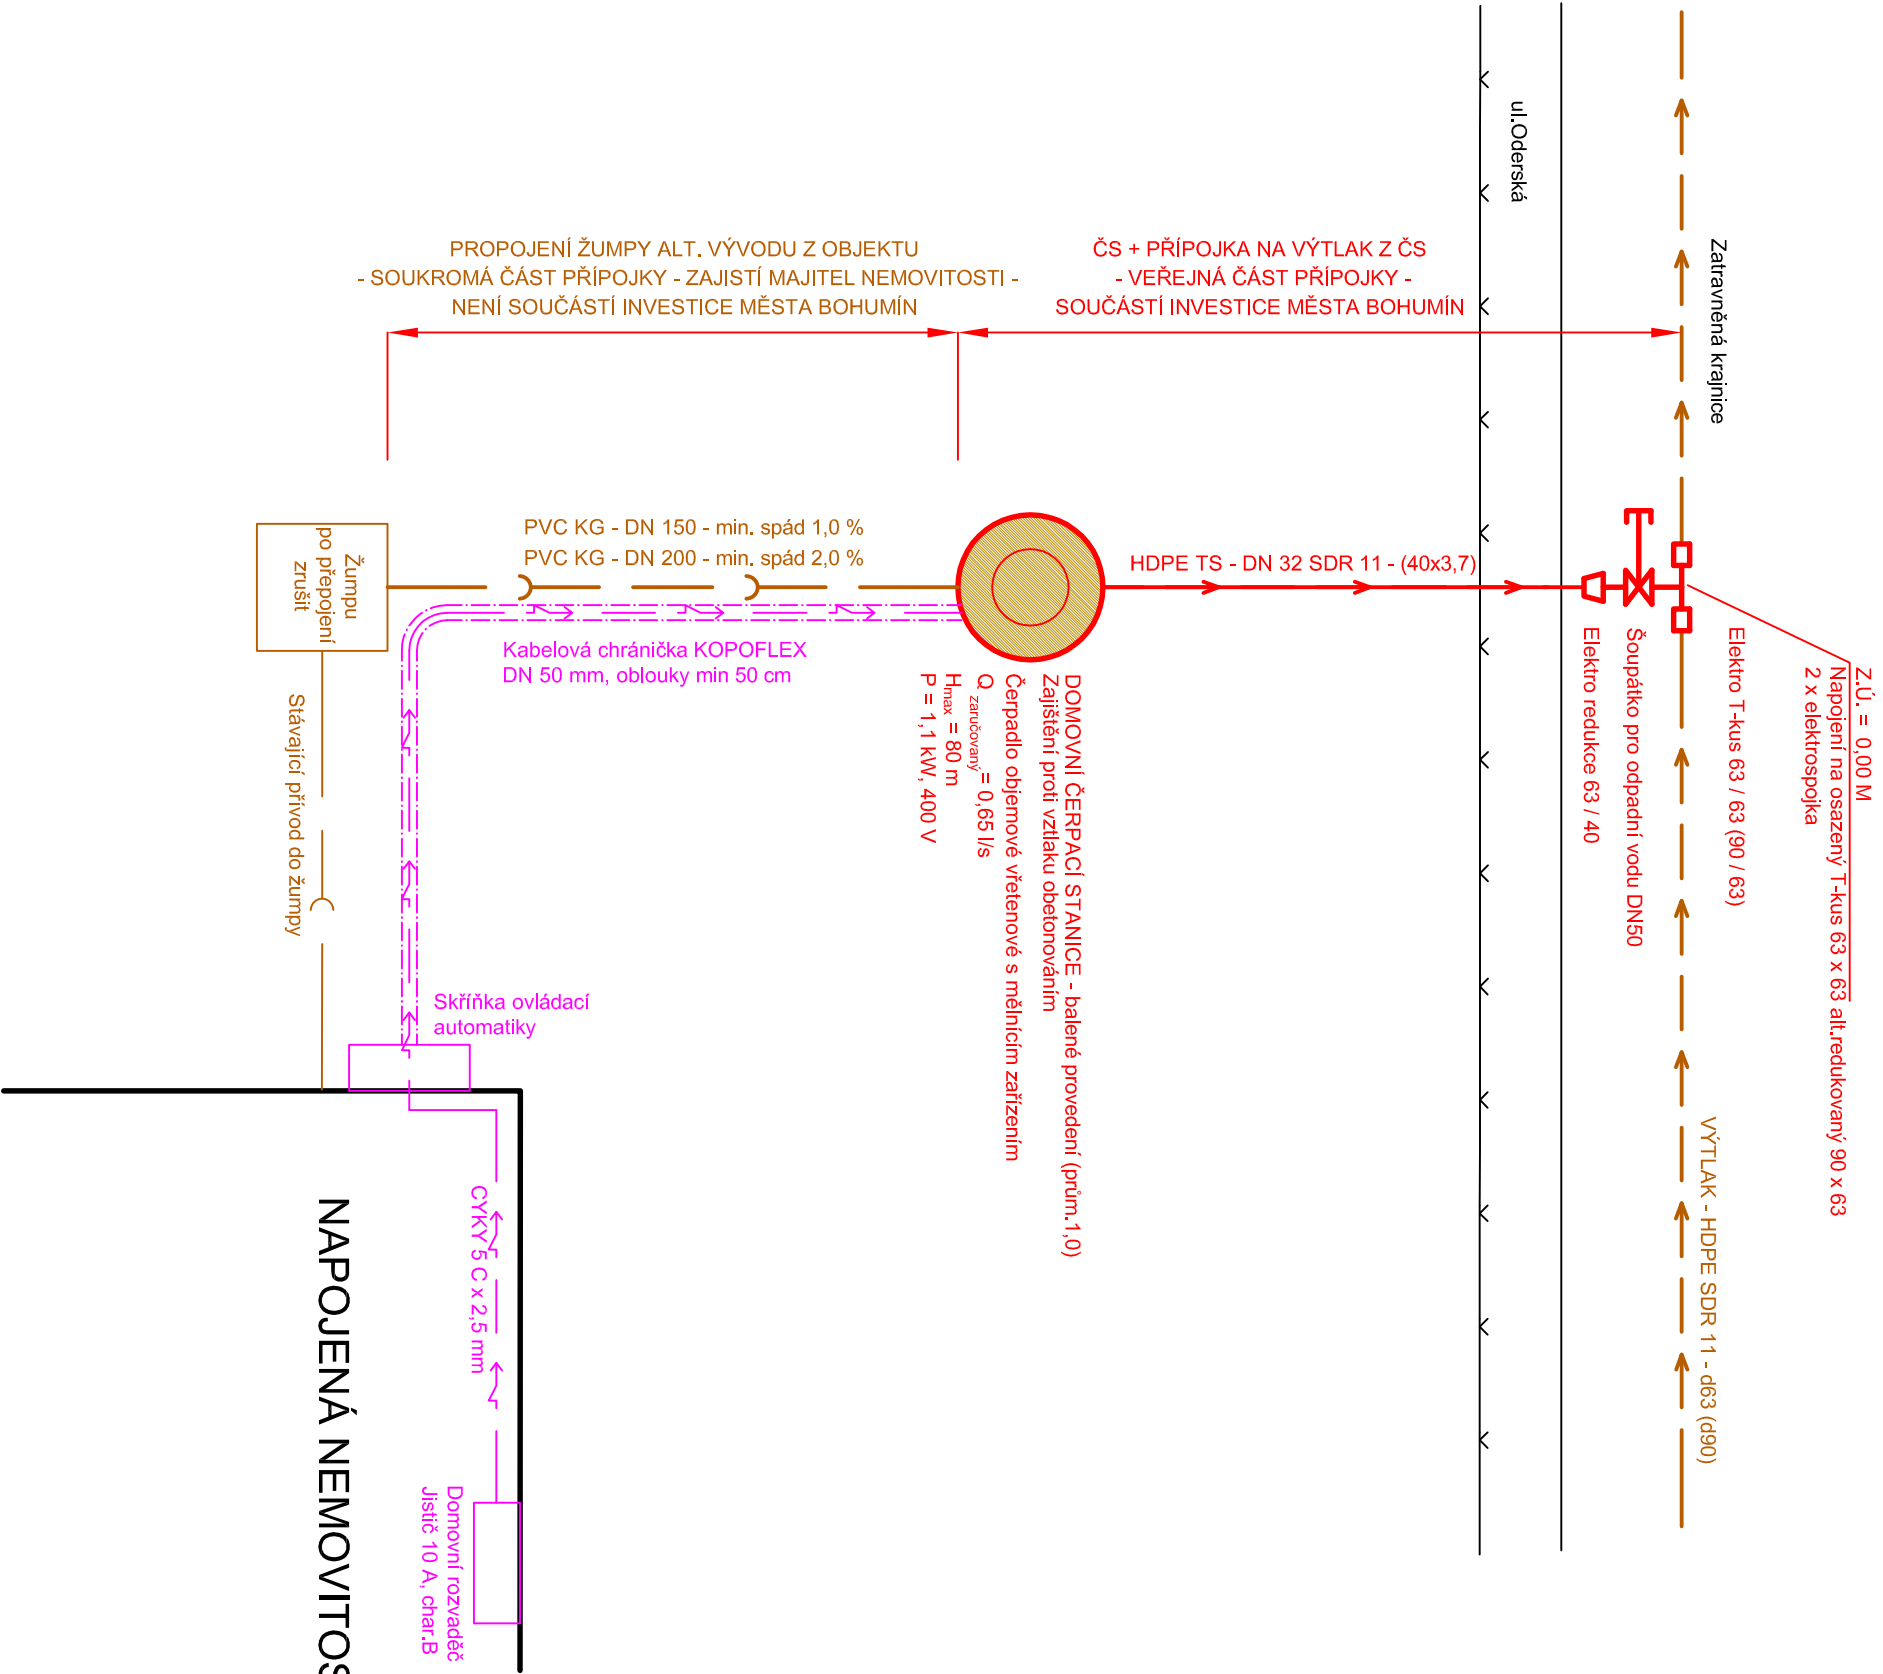 PROPOJENÍ ŽUMPY ALT. VÝVODU Z OBJEKTU
- SOUKROMÁ ČÁST PŘÍPOJKY - ZAJISTÍ MAJITEL NEMOVITOSTI -
NENÍ SOUČÁSTÍ INVESTICE MĚSTA BOHUMÍN
ČS + PŘÍPOJKA NA VÝTLAK Z ČS
- VEŘEJNÁ ČÁST PŘÍPOJKY -
SOUČÁSTÍ INVESTICE MĚSTA BOHUMÍN
ul.Oderská
Zatravněná krajnice
PVC KG - DN 150 - min. spád 1,0 %
PVC KG - DN 200 - min. spád 2,0 %
HDPE TS - DN 32 SDR 11 - (40x3,7)
Žumpu
po přepojení
zrušit
Kabelová chránička KOPOFLEX
DN 50 mm, oblouky min 50 cm
Stávající přívod do žumpy
Skříňka ovládací
automatiky
DOMOVNÍ ČERPACÍ STANICE - balené provedení (prům.1,0)
Zajištění proti vztlaku obetonováním
Čerpadlo objemové vřetenové s mělnícím zařízením
Q zaručovaný = 0,65 l/s
Hmax = 80 m
P = 1,1 kW, 400 V
Z.Ú. = 0,00 M
Napojení na osazený T-kus 63 x 63 alt.redukovaný 90 x 63
2 x elektrospojka
Elektro T-kus 63 / 63 (90 / 63)
Šoupátko pro odpadní vodu DN50
Elektro redukce 63 / 40
VÝTLAK - HDPE SDR 11 - d63 (d90)
CYKY 5 C x 2,5 mm
Domovní rozvaděč
Jistič 10 A, char.B
NAPOJENÁ NEMOVITOS